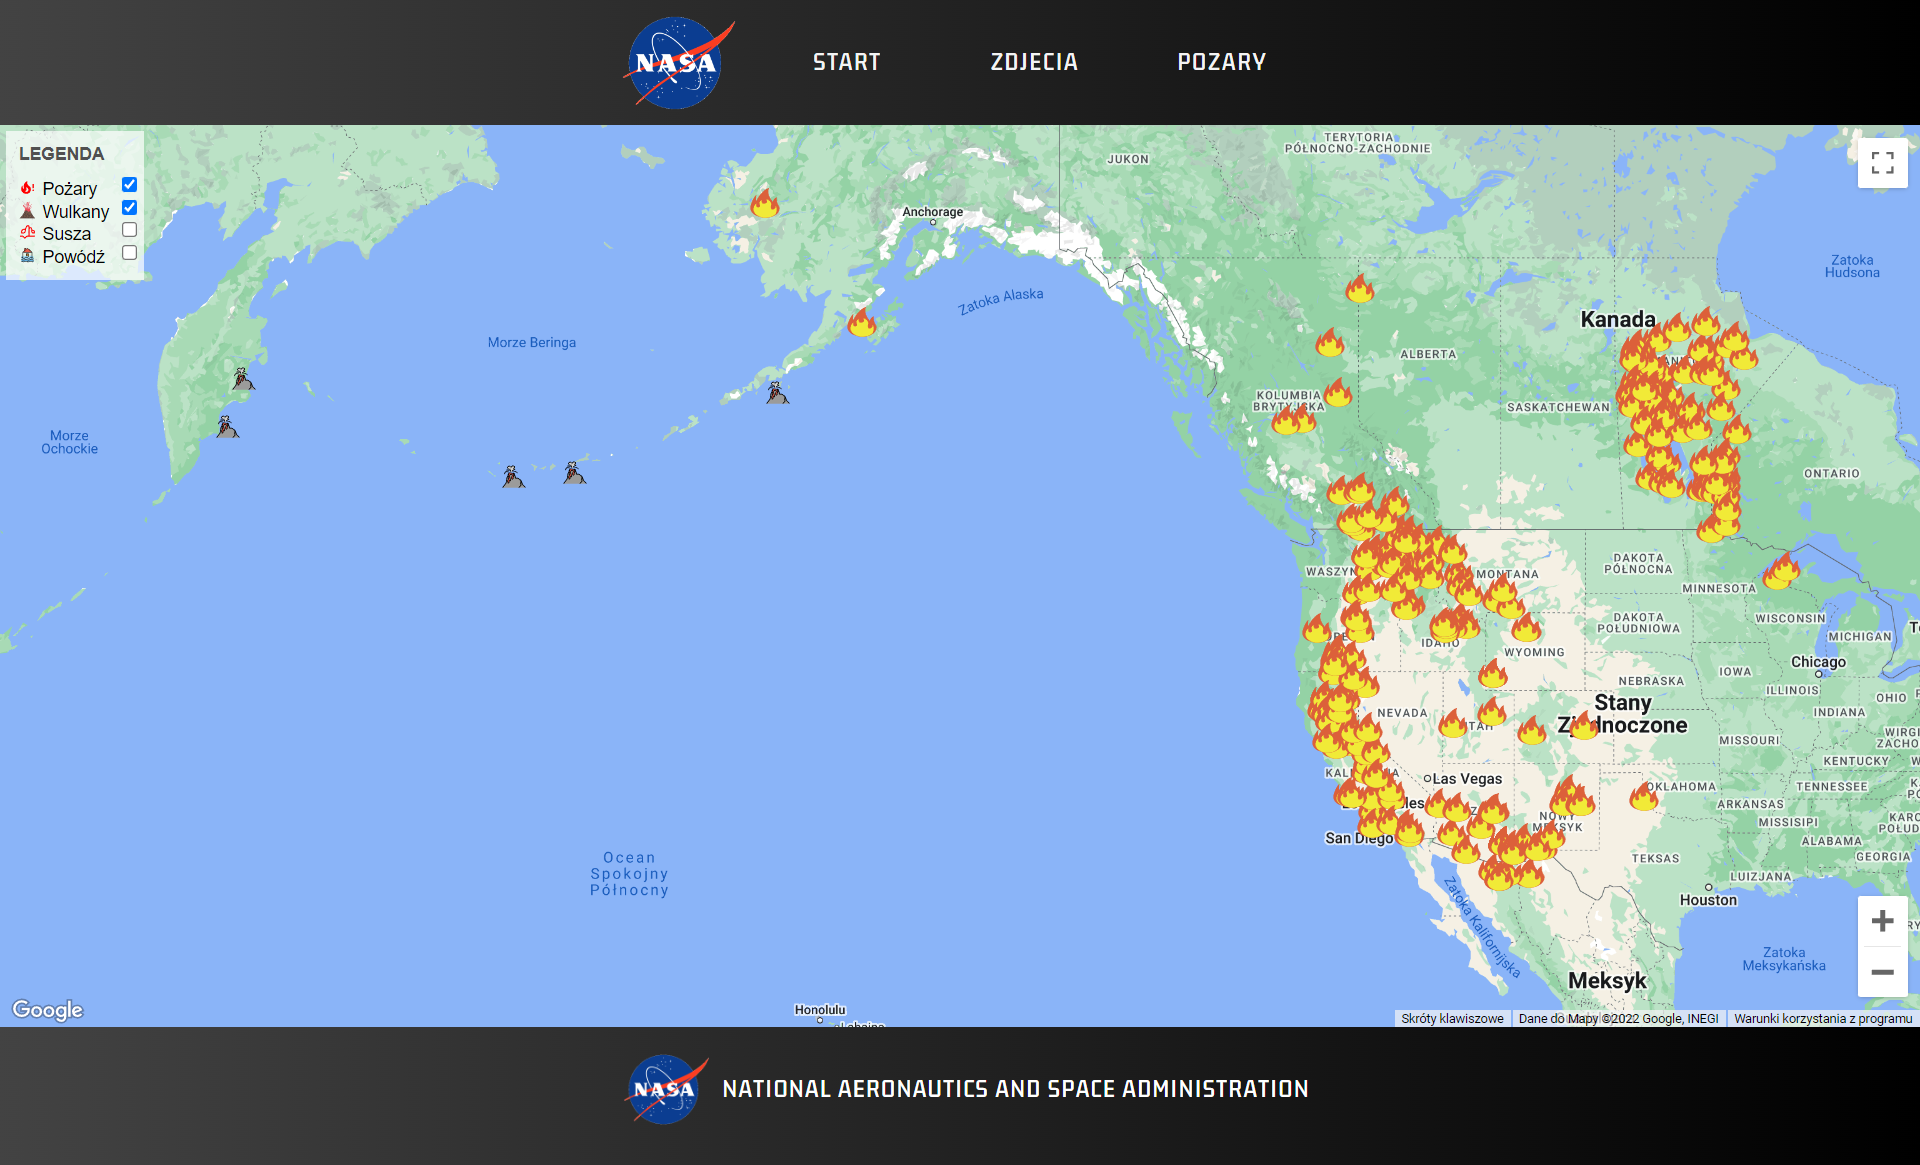 NASA
START
ZDJECIA
POZARY
LEGENDA
Pożary
Wulkany
Susza
Powódź
TERYTORIA
PÓŁNOCNO-ZACHODNIE
JUKON
Anchorage
Zatoka
Hudsona
Zatoka Alaska
Kanada
Morze Beringa
ALBERTA
KOLUMBIA
BRYTYJSKA
SASKATCHEWAN
Morze
Ochockie
ONTARIO
DAKOTA
PÓŁNOCNA
MONTANA
MINNESOTA
DAKOTA
POŁUDNIOWA
WISCONSIN
MICHIGAN
IDAHO
WYOMING
Chicago
IOWA
NEBRASKA
ILLINOIS
OHIO
Stany
Zjednoczone
NEVADA
INDIANA
UTAH
MISSOURI
KENTUCKY
Las Vegas
OKLAHOMA
TENNESSEE
ARKANSAS
NOWY
MEKSYK
MISSISIPI
San Diego
ALABAMA
GEORGIA
Ocean
Spokojny
Północny
TEKSAS
LUIZJANA
Houston
Zatoka Kalifornijska
Zatoka
Meksykańska
Meksyk
Google
Honolulu
Skróty klawiszowe
Dane do Mapy ©2022 Google, INEGI
Warunki korzystania z programu
NASA
NATIONAL AERONAUTICS AND SPACE ADMINISTRATION